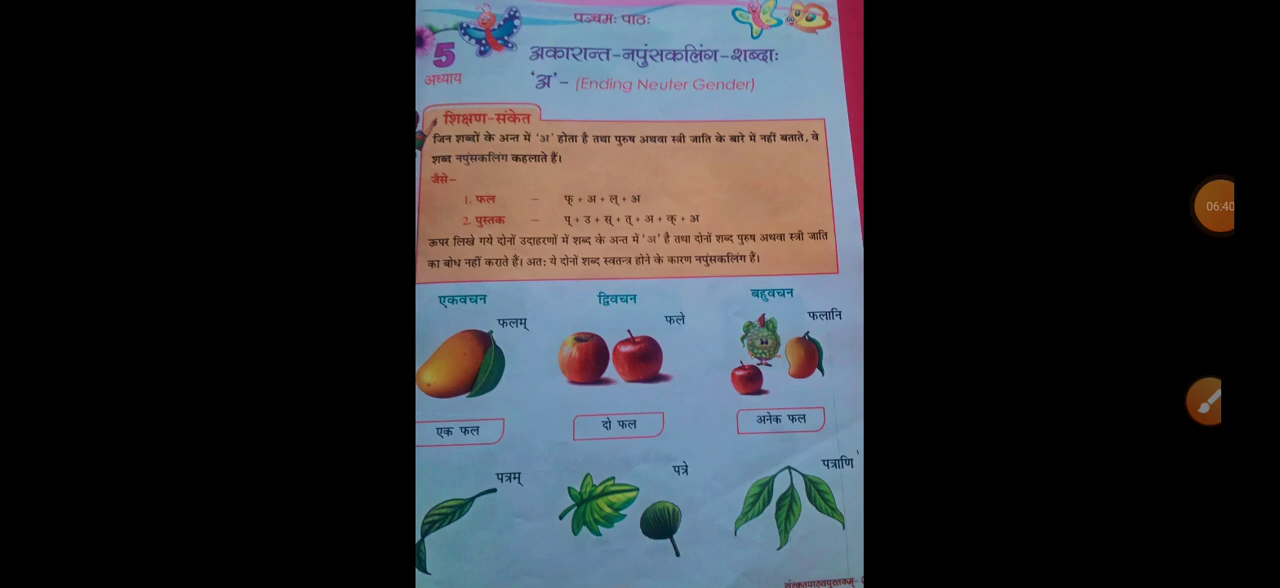 पञ्चमः पाठः
5
अध्याय
अकारान्त-नपुंसकलिंग-शब्दाः
'अ'- (Ending Neuter Gender)
शिक्षण-संकेत
जिन शब्दों के अन्त में 'अ' होता है तथा पुरुष अथवा स्त्री जाति के बारे में नहीं बताते, वे
शब्द नपुंसकलिंग कहलाते हैं।
जैसे–
1. फल – फ् + अ + ल् + अ
2. पुस्तक – प् + उ + स् + त् + अ + क् + अ
ऊपर लिखे गये दोनों उदाहरणों में शब्द के अन्त में 'अ' है तथा दोनों शब्द पुरुष अथवा स्त्री जाति
का बोध नहीं कराते हैं। अतः ये दोनों शब्द स्वतन्त्र होने के कारण नपुंसकलिंग हैं।
एकवचन द्विवचन बहुवचन
फलम् फले फलानि
एक फल दो फल अनेक फल
पत्रम् पत्रे पत्राणि
संस्कृतपाठ्यपुस्तकम्-
06:40